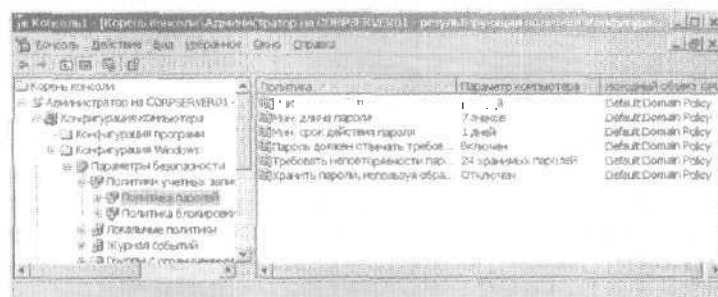 Консоль1 - [Корень консоли\Администратор на CORPSERVER01 - результирующая
Консоль Действие Вид Избранное Окно Справка
Корень консоли
Администратор на CORPSERVER01 -
Конфигурация компьютера
Конфигурация программ
Конфигурация Windows
Параметры безопасности
Политики учетных запи
Политика паролей
Политика блокировки
Локальные политики
Журнал событий
Группы с ограниченным
Политика Параметр компьютера Исходный объект GPO
Default Domain Policy
Мин. длина пароля 7 знаков Default Domain Policy
Мин. срок действия пароля 1 дней Default Domain Policy
Пароль должен отвечать требов... Включен Default Domain Policy
Требовать неповторяемости пар... 24 хранимых паролей Default Domain Policy
Хранить пароли, используя обра... Отключен Default Domain Policy